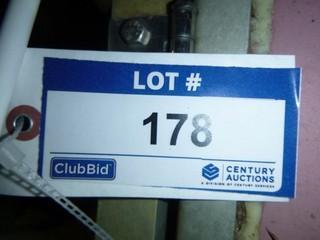 LOT #
178
ClubBid
CENTURY
AUCTIONS
A DIVISION OF CENTURY SERVICES